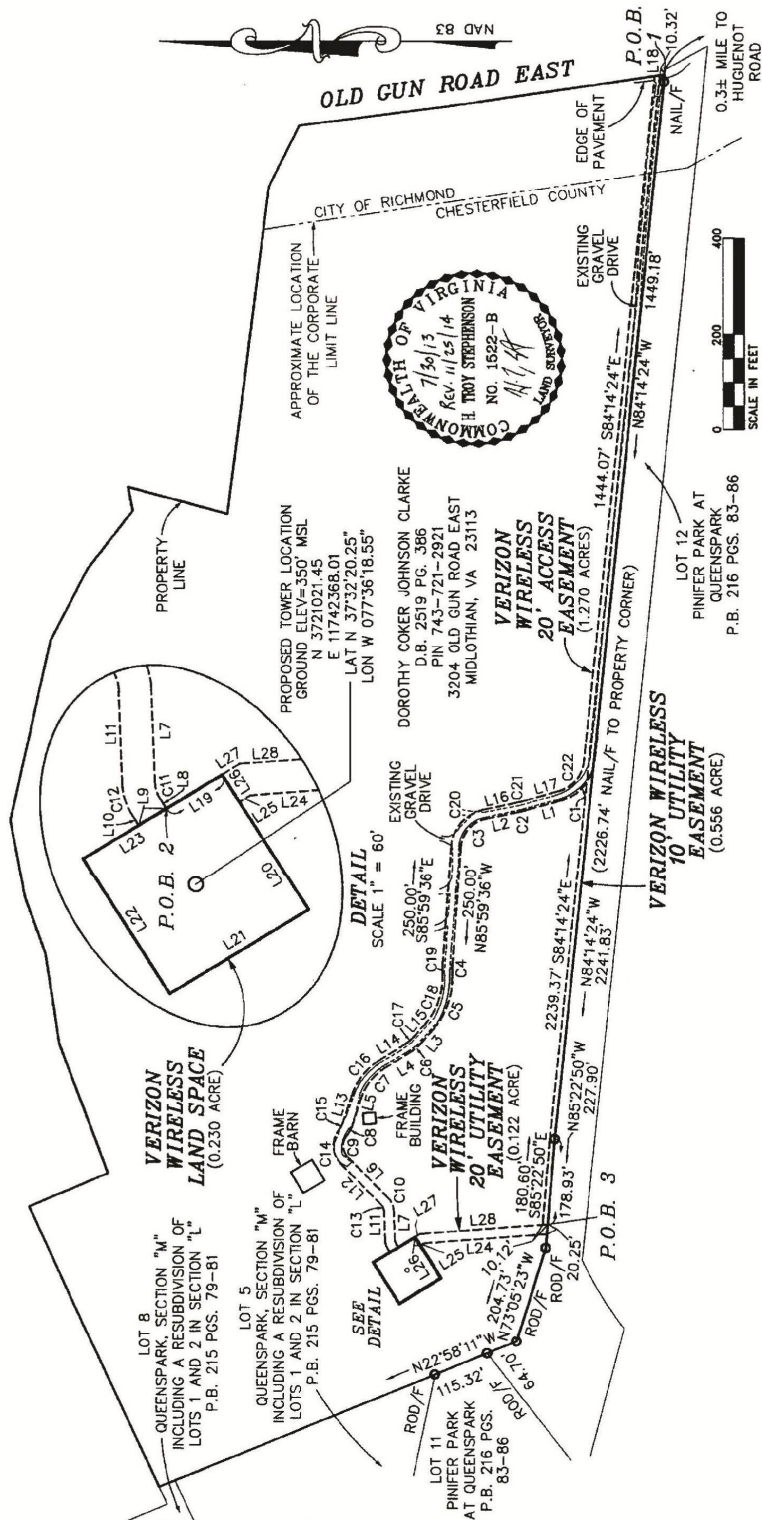 NAD 83
OLD GUN ROAD EAST
P.O.B. 1
L18
10.32'
NAIL/F
0.3± MILE TO
HUGUENOT
ROAD
EDGE OF
PAVEMENT
CITY OF RICHMOND
CHESTERFIELD COUNTY
APPROXIMATE LOCATION
OF THE CORPORATE
LIMIT LINE
EXISTING
GRAVEL
DRIVE
1449.18'
S84°14'24"E
N84°14'24"W
1444.07'
0 200 400
SCALE IN FEET
COMMONWEALTH OF VIRGINIA
7/30/13
Rev. 11/25/14
H. TROY STEPHENSON
NO. 1522-B
LAND SURVEYOR
PROPERTY
LINE
PROPOSED TOWER LOCATION
GROUND ELEV=350' MSL
N 3721021.45
E 11742368.01
LAT N 37°32'20.25"
LON W 077°36'18.55"
DOROTHY COKER JOHNSON CLARKE
D.B. 2519 PG. 386
PIN 743-721-2921
3204 OLD GUN ROAD EAST
MIDLOTHIAN, VA 23113
VERIZON
WIRELESS
20' ACCESS
EASEMENT
(1.270 ACRES)
LOT 12
PINIFER PARK AT
QUEENSPARK
P.B. 216 PGS. 83-86
(2226.74' NAIL/F TO PROPERTY CORNER)
VERIZON WIRELESS
10' UTILITY
EASEMENT
(0.556 ACRE)
L11
L7
C12
L10
L9
C11
L8
L23
L19
L27
L28
L26
L25
L24
L22
L20
L21
P.O.B. 2
DETAIL
SCALE 1" = 60'
VERIZON
WIRELESS
LAND SPACE
(0.230 ACRE)
EXISTING
GRAVEL
DRIVE
C20
C3
L16
L2
C21
C2
L17
L1
C22
C1
250.00'
S85°59'36"E
250.00'
N85°59'36"W
C19
C4
C18
C5
L15
L3
C17
C6
L14
L4
C16
C7
L13
L5
C15
C8
C9
C14
L12
L6
C10
C13
L11
L7
L27
L28
L26
L25
L24
FRAME
BARN
FRAME
BUILDING
VERIZON
WIRELESS
20' UTILITY
EASEMENT
(0.122 ACRE)
2239.37' S84°14'24"E
N84°14'24"W
2241.83'
N85°22'50"W
227.90'
180.60'
S85°22'50"E
178.93'
P.O.B. 3
10.12'
20.25'
ROD/F
204.73'
N73°05'23"W
ROD/F
64.70'
ROD/F
N22°58'11"W
115.32'
ROD/F
SEE
DETAIL
LOT 8
QUEENSPARK, SECTION "M"
INCLUDING A RESUBDIVISION OF
LOTS 1 AND 2 IN SECTION "L"
P.B. 215 PGS. 79-81
LOT 5
QUEENSPARK, SECTION "M"
INCLUDING A RESUBDIVISION OF
LOTS 1 AND 2 IN SECTION "L"
P.B. 215 PGS. 79-81
LOT 11
PINIFER PARK
AT QUEENSPARK
P.B. 216 PGS.
83-86